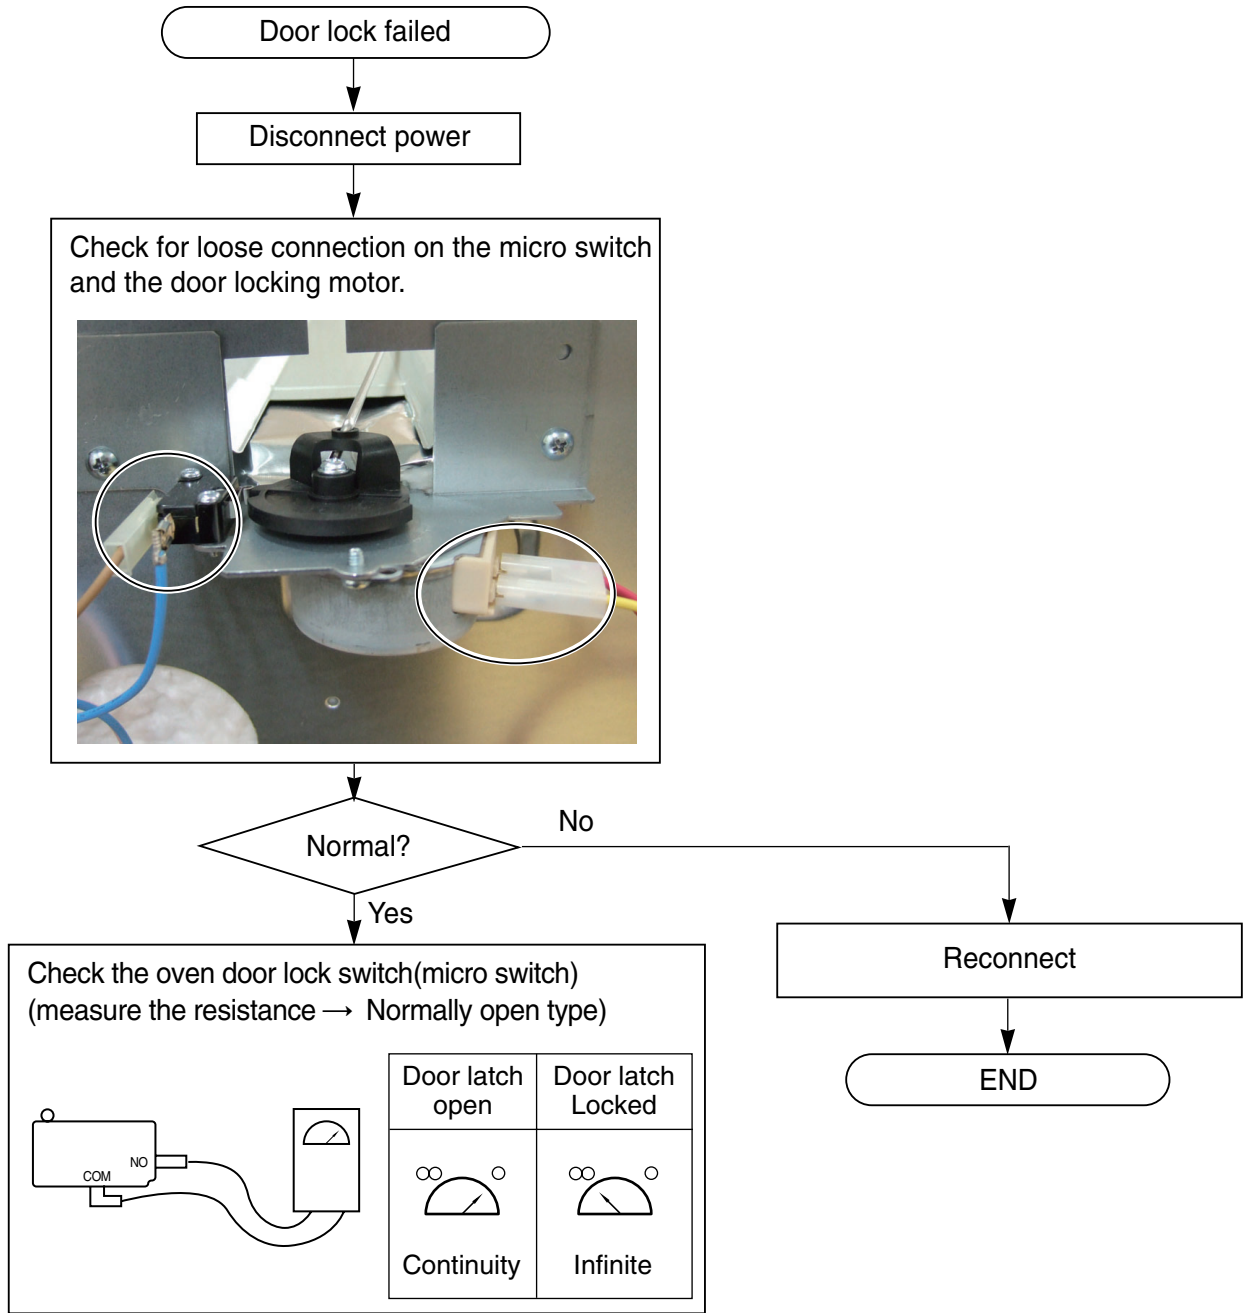 Door lock failed
Disconnect power
Check for loose connection on the micro switch
and the door locking motor.
Normal?
No
Yes
Reconnect
END
Check the oven door lock switch(micro switch)
(measure the resistance → Normally open type)
NO
COM
Door latch
open
Door latch
Locked
Continuity
Infinite